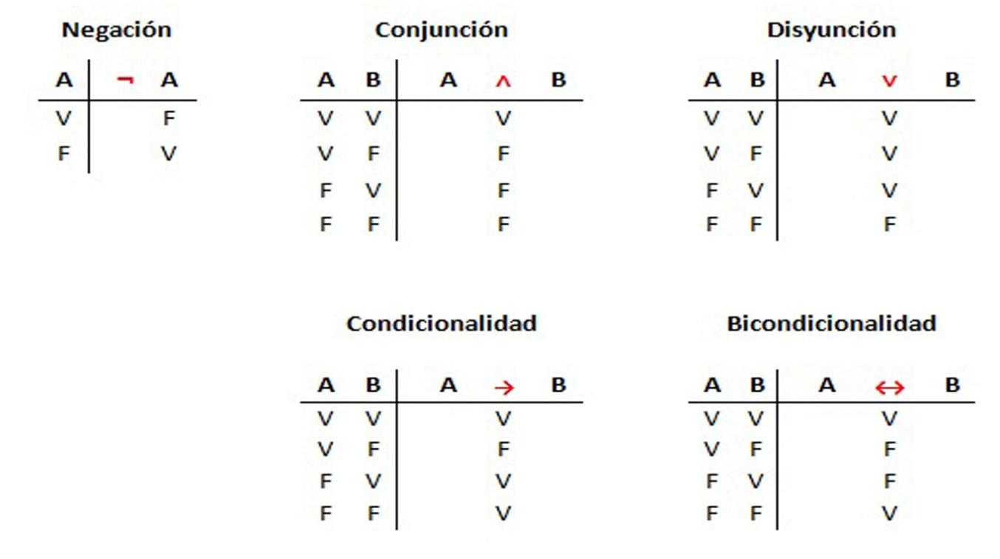 Negación
A ¬ A
V F
F V
Conjunción
A B A ∧ B
V V V
V F F
F V F
F F F
Disyunción
A B A ∨ B
V V V
V F V
F V V
F F F
Condicionalidad
A B A → B
V V V
V F F
F V V
F F V
Bicondicionalidad
A B A ↔ B
V V V
V F F
F V F
F F V